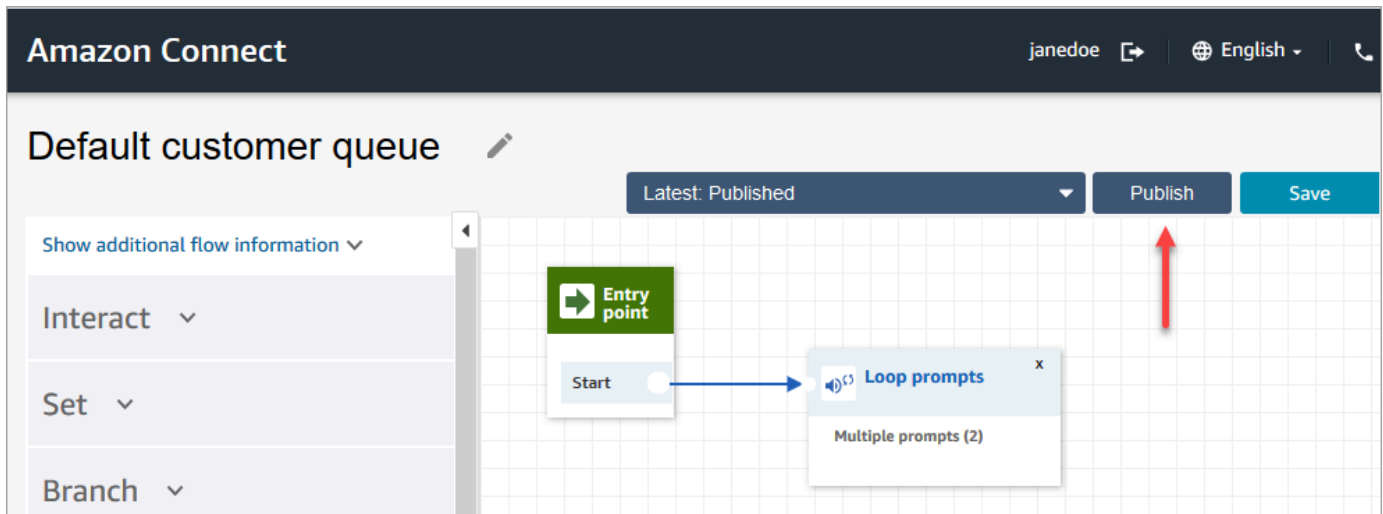 Amazon Connect
janedoe
English
Default customer queue
Latest: Published
Publish
Save
Show additional flow information
Interact
Set
Branch
Entry
point
Start
Loop prompts
x
Multiple prompts (2)